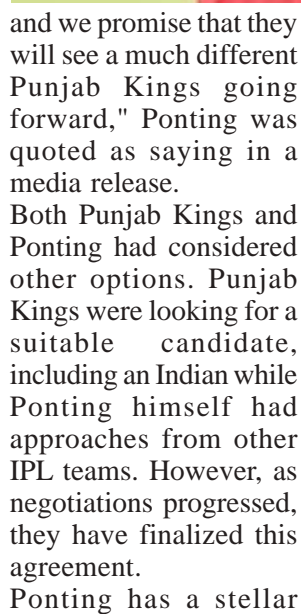 and we promise that they
will see a much different
Punjab Kings going
forward," Ponting was
quoted as saying in a
media release.
Both Punjab Kings and
Ponting had considered
other options. Punjab
Kings were looking for a
suitable candidate,
including an Indian while
Ponting himself had
approaches from other
IPL teams. However, as
negotiations progressed,
they have finalized this
agreement.
Ponting has a stellar